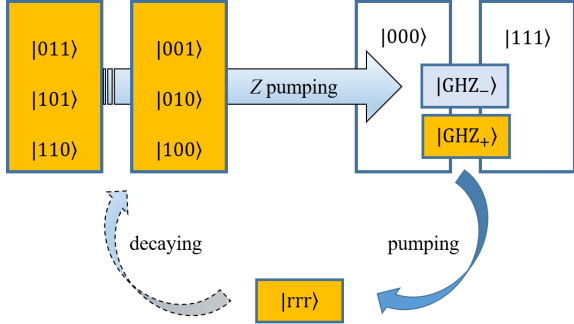 |011⟩
|101⟩
|110⟩
|001⟩
|010⟩
|100⟩
Z pumping
|000⟩
|111⟩
|GHZ₋⟩
|GHZ₊⟩
decaying
pumping
|rrr⟩